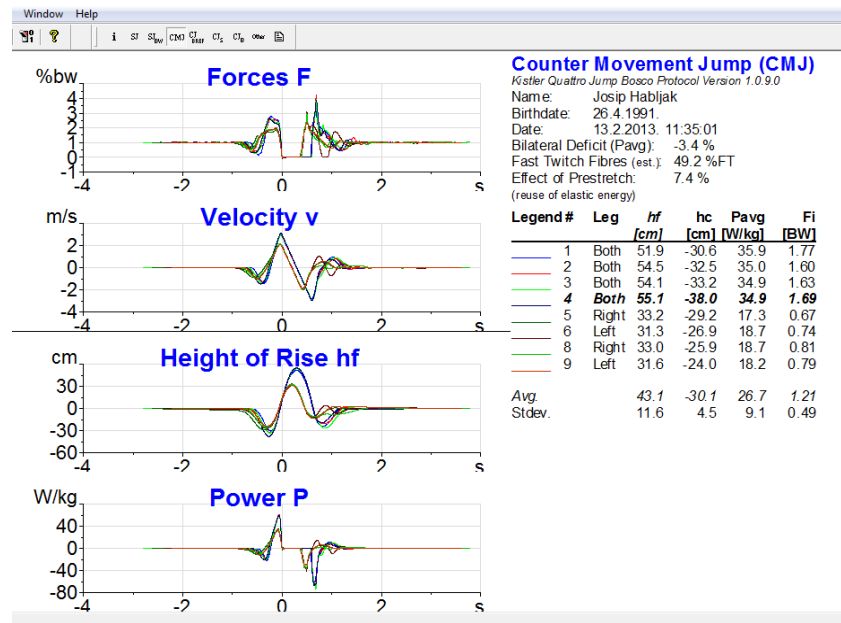 Window Help
i SJ SJBW CMJ CJ DROP CJs CJB Other
Forces F
%bw
4
3
2
2
1
0
-1
-4 -2 0 2 s
Velocity v
m/s
2
0
-2
-4
-4 -2 0 2 s
Height of Rise hf
cm
30
0
-30
-60
-4 -2 0 2 s
Power P
W/kg
40
0
-40
-80
-4 -2 0 2 s
Counter Movement Jump (CMJ)
Kistler Quattro Jump Bosco Protocol Version 1.0.9.0
Name: Josip Habljak
Birthdate: 26.4.1991.
Date: 13.2.2013. 11:35:01
Bilateral Deficit (Pavg): -3.4 %
Fast Twitch Fibres (est.): 49.2 %FT
Effect of Prestretch: 7.4 %
(reuse of elastic energy)
Legend # Leg hf hc Pavg Fi
[cm] [cm] [W/kg] [BW]
1 Both 51.9 -30.6 35.9 1.77
2 Both 54.5 -32.5 35.0 1.60
3 Both 54.1 -33.2 34.9 1.63
4 Both 55.1 -38.0 34.9 1.69
5 Right 33.2 -29.2 17.3 0.67
6 Left 31.3 -26.9 18.7 0.74
8 Right 33.0 -25.9 18.7 0.81
9 Left 31.6 -24.0 18.2 0.79
Avg. 43.1 -30.1 26.7 1.21
Stdev. 11.6 4.5 9.1 0.49